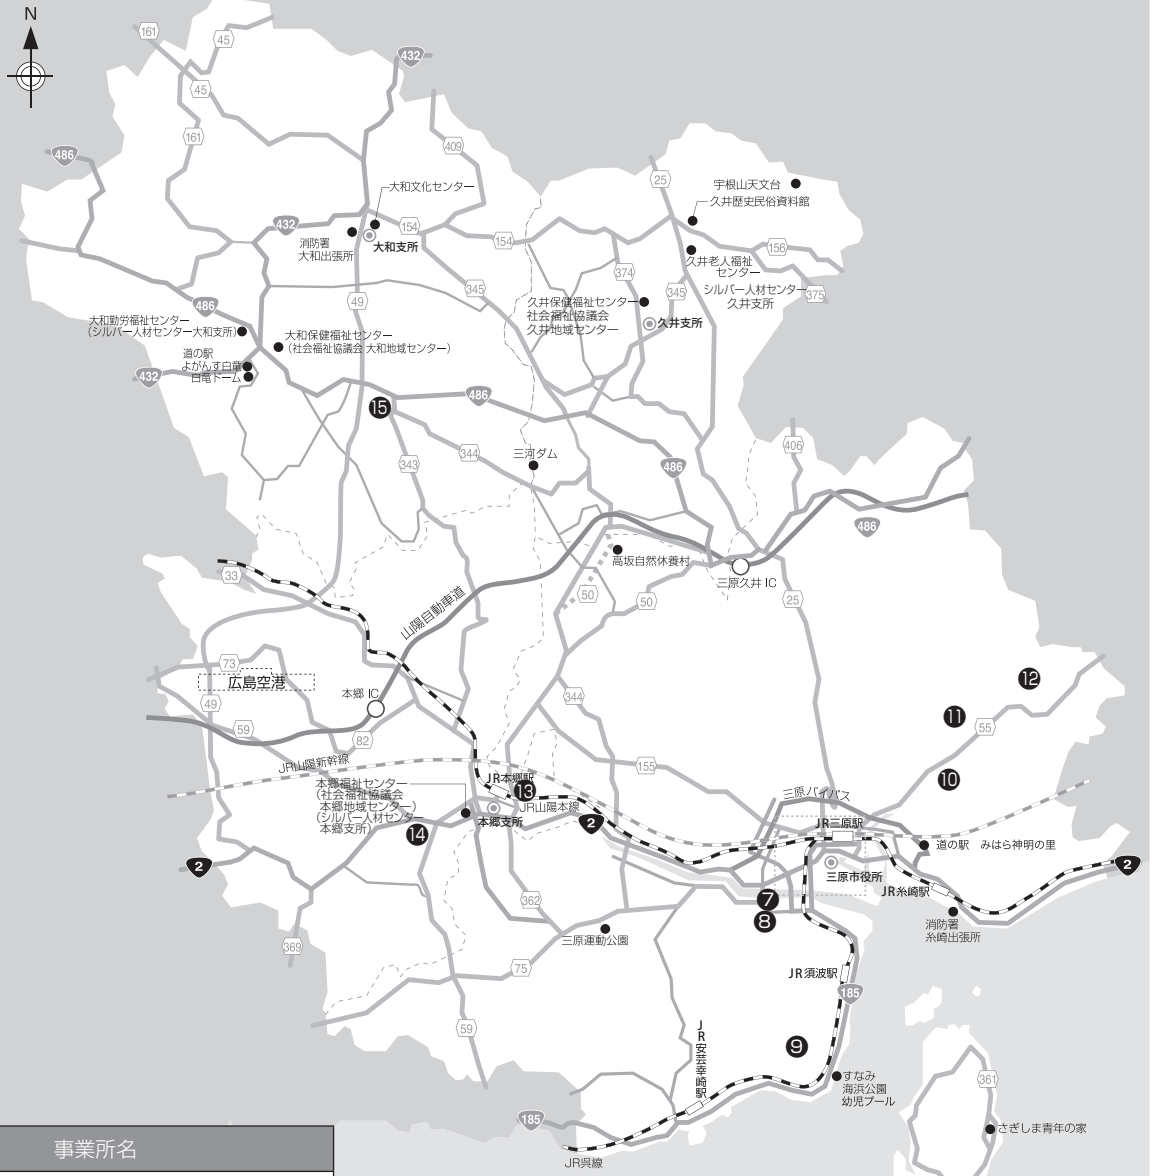 N
161
45
432
45
161
409
486
25
宇根山天文台
久井歴史民俗資料館
大和文化センター
432
154
消防署
大和出張所
大和支所
154
156
374
久井老人福祉
センター
シルバー人材センター
久井支所
375
345
345
49
久井保健福祉センター
社会福祉協議会
久井地域センター
久井支所
486
大和勤労福祉センター
(シルバー人材センター大和支所)
大和保健福祉センター
(社会福祉協議会 大和地域センター)
道の駅
よがんす白竜
白竜ドーム
432
486
⓯
343
344
三河ダム
486
406
486
高坂自然休養村
三原久井 IC
33
50
50
25
山陽自動車道
73
広島空港
本郷 IC
49
59
82
344
⓬
⓫
55
155
❿
JR山陽新幹線
本郷福祉センター
(社会福祉協議会
本郷地域センター)
(シルバー人材センター
本郷支所)
JR本郷駅
⓭
JR山陽本線
本郷支所
⓮
2
三原バイパス
JR三原駅
道の駅 みはら神明の里
三原市役所
JR糸崎駅
2
2
消防署
糸崎出張所
❼
❽
362
三原運動公園
369
75
JR須波駅
185
59
JR安芸幸崎駅
❾
すなみ
海浜公園
幼児プール
361
さぎしま青年の家
185
JR呉線
事業所名